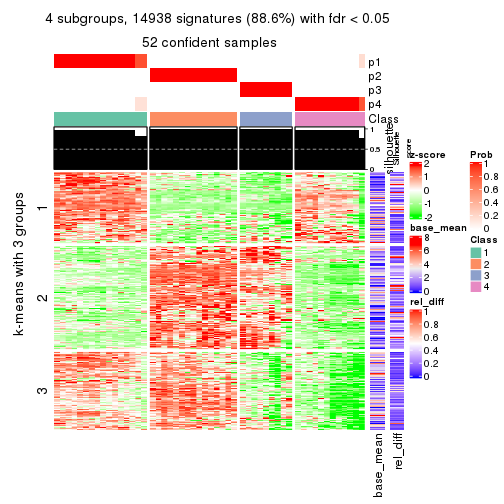 4 subgroups, 14938 signatures (88.6%) with fdr < 0.05
52 confident samples
p1
p2
p3
p4
Class
silhouette
1
0.5
0
k-means with 3 groups
1
2
3
base_mean
rel_diff
z-score
2
1
0
-1
-2
base_mean
8
6
4
2
0
rel_diff
1
0.8
0.6
0.4
0.2
0
Prob
1
0.8
0.6
0.4
0.2
0
Class
1
2
3
4